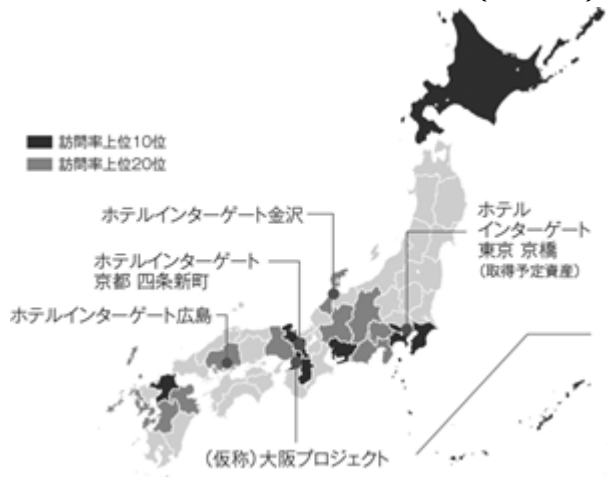 訪問率上位10位
訪問率上位20位
ホテルインターゲート金沢
ホテル
インターゲート
東京 京橋
(取得予定資産)
ホテルインターゲート
京都 四条新町
ホテルインターゲート広島
(仮称)大阪プロジェクト